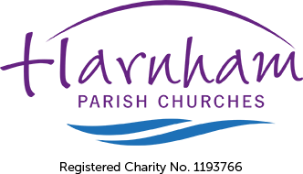 Harnham
PARISH CHURCHES
Registered Charity No. 1193766